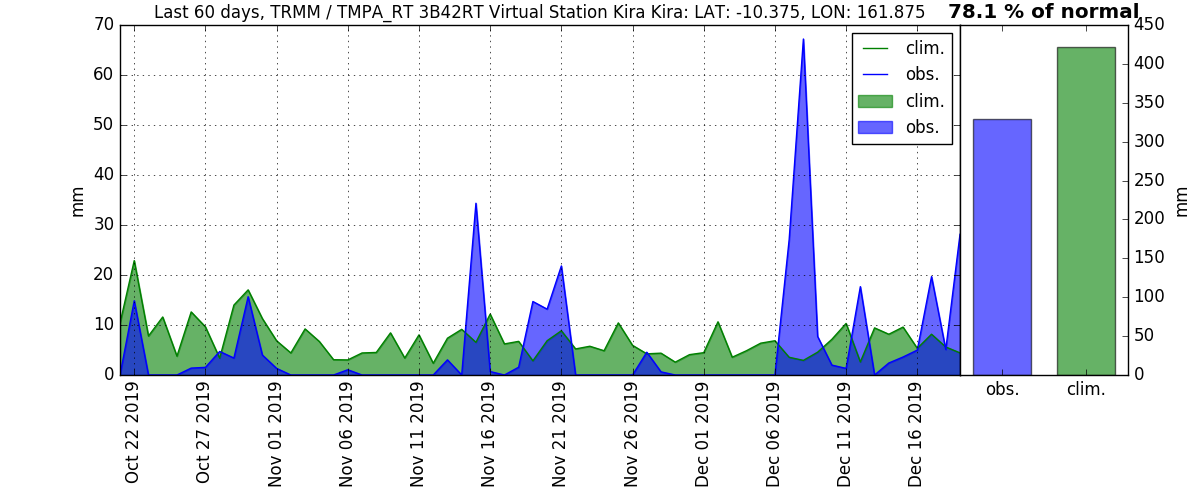 Last 60 days, TRMM / TMPA_RT 3B42RT Virtual Station Kira Kira: LAT: -10.375, LON: 161.875
78.1 % of normal
70
60
50
40
30
20
10
0
mm
clim.
obs.
clim.
obs.
450
400
350
300
250
200
150
100
50
0
mm
obs.
clim.
Oct 22 2019
Oct 27 2019
Nov 01 2019
Nov 06 2019
Nov 11 2019
Nov 16 2019
Nov 21 2019
Nov 26 2019
Dec 01 2019
Dec 06 2019
Dec 11 2019
Dec 16 2019